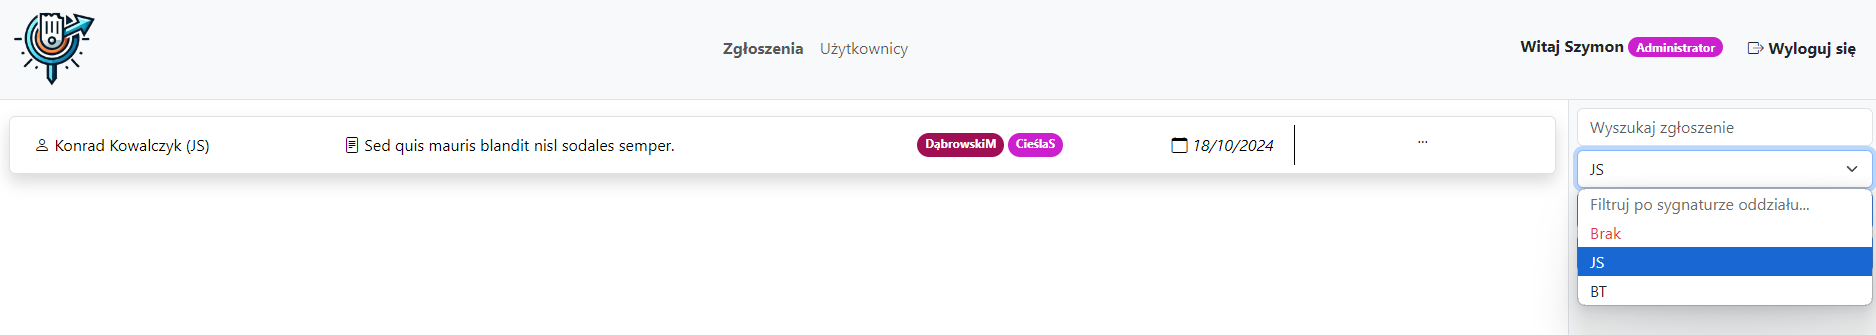 Zgłoszenia Użytkownicy Witaj Szymon Administrator Wyloguj się
Konrad Kowalczyk (JS) Sed quis mauris blandit nisl sodales semper. DąbrowskiM CieślaS 18/10/2024 ...
Wyszukaj zgłoszenie
JS
Filtruj po sygnaturze oddziału...
Brak
JS
BT